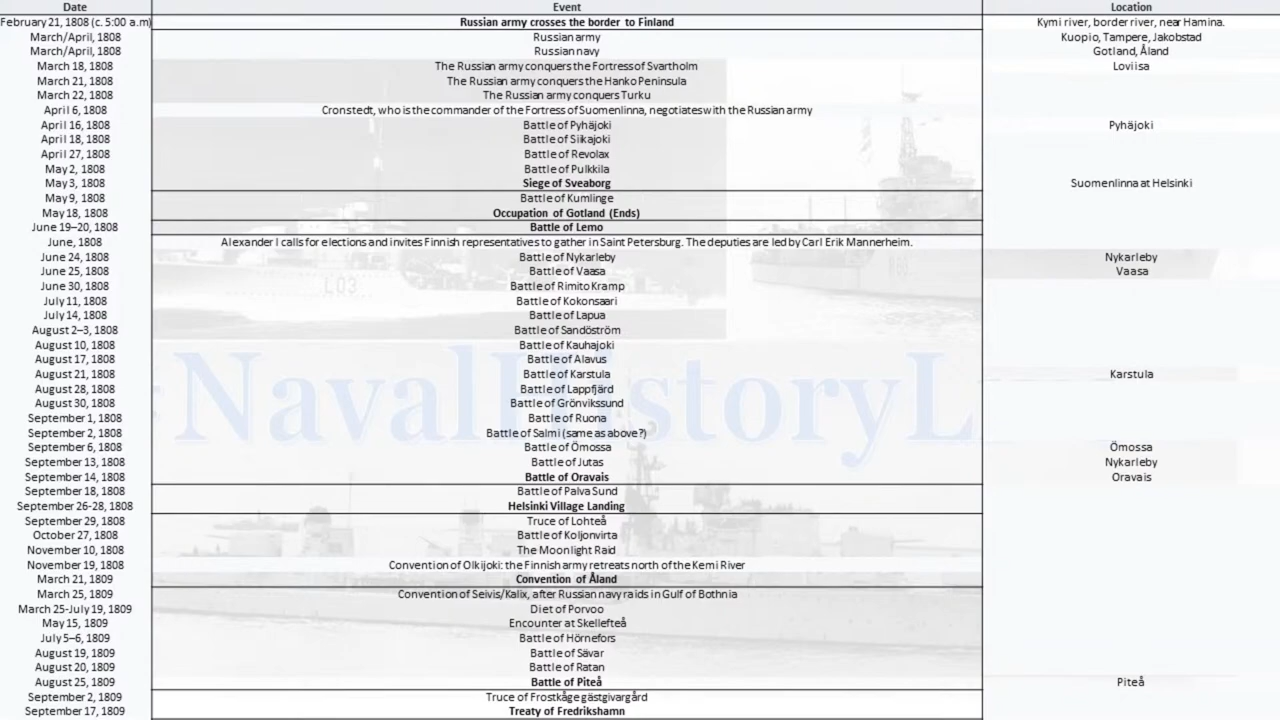 Date Event Location
February 21, 1808 (c. 5:00 a.m) Russian army crosses the border to Finland Kymi river, border river, near Hamina.
March/April, 1808 Russian army Kuopio, Tampere, Jakobstad
March/April, 1808 Russian navy Gotland, Åland
March 18, 1808 The Russian army conquers the Fortress of Svartholm Loviisa
March 21, 1808 The Russian army conquers the Hanko Peninsula
March 22, 1808 The Russian army conquers Turku
April 6, 1808 Cronstedt, who is the commander of the Fortress of Suomenlinna, negotiates with the Russian army
April 16, 1808 Battle of Pyhäjoki Pyhäjoki
April 18, 1808 Battle of Siikajoki
April 27, 1808 Battle of Revolax
May 2, 1808 Battle of Pulkkila
May 3, 1808 Siege of Sveaborg Suomenlinna at Helsinki
May 9, 1808 Battle of Kumlinge
May 18, 1808 Occupation of Gotland (Ends)
June 19–20, 1808 Battle of Lemo
June, 1808 Alexander I calls for elections and invites Finnish representatives to gather in Saint Petersburg. The deputies are led by Carl Erik Mannerheim.
June 24, 1808 Battle of Nykarleby Nykarleby
June 25, 1808 Battle of Vaasa Vaasa
June 30, 1808 Battle of Rimito Kramp
July 11, 1808 Battle of Kokonsaari
July 14, 1808 Battle of Lapua
August 2–3, 1808 Battle of Sandöström
August 10, 1808 Battle of Kauhajoki
August 17, 1808 Battle of Alavus
August 21, 1808 Battle of Karstula Karstula
August 28, 1808 Battle of Lappfjärd
August 30, 1808 Battle of Grönvikssund
September 1, 1808 Battle of Ruona
September 2, 1808 Battle of Salmi (same as above?)
September 6, 1808 Battle of Ömossa Ömossa
September 13, 1808 Battle of Jutas Nykarleby
September 14, 1808 Battle of Oravais Oravais
September 18, 1808 Battle of Palva Sund
September 26-28, 1808 Helsinki Village Landing
September 29, 1808 Truce of Lohteå
October 27, 1808 Battle of Koljonvirta
November 10, 1808 The Moonlight Raid
November 19, 1808 Convention of Olkijoki: the Finnish army retreats north of the Kemi River
March 21, 1809 Convention of Åland
March 25, 1809 Convention of Seivis/Kalix, after Russian navy raids in Gulf of Bothnia
March 25-July 19, 1809 Diet of Porvoo
May 15, 1809 Encounter at Skellefteå
July 5–6, 1809 Battle of Hörnefors
August 19, 1809 Battle of Sävar
August 20, 1809 Battle of Ratan
August 25, 1809 Battle of Piteå Piteå
September 2, 1809 Truce of Frostkåge gästgivargård
September 17, 1809 Treaty of Fredrikshamn
NavalHistoryL
L03